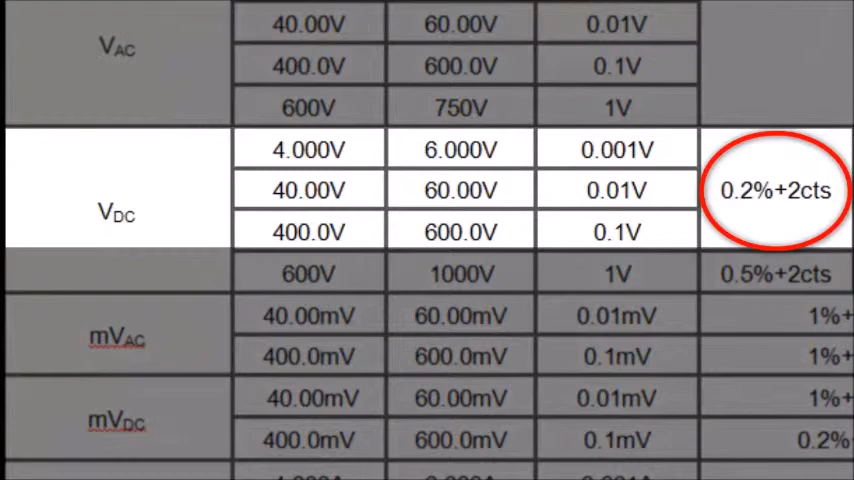 40.00V 60.00V 0.01V
VAC
400.0V 600.0V 0.1V
600V 750V 1V
4.000V 6.000V 0.001V
40.00V 60.00V 0.01V 0.2%+2cts
VDC
400.0V 600.0V 0.1V
600V 1000V 1V 0.5%+2cts
40.00mV 60.00mV 0.01mV 1%+
mVAC
400.0mV 600.0mV 0.1mV 1%+
40.00mV 60.00mV 0.01mV 1%+
mVDC
400.0mV 600.0mV 0.1mV 0.2%